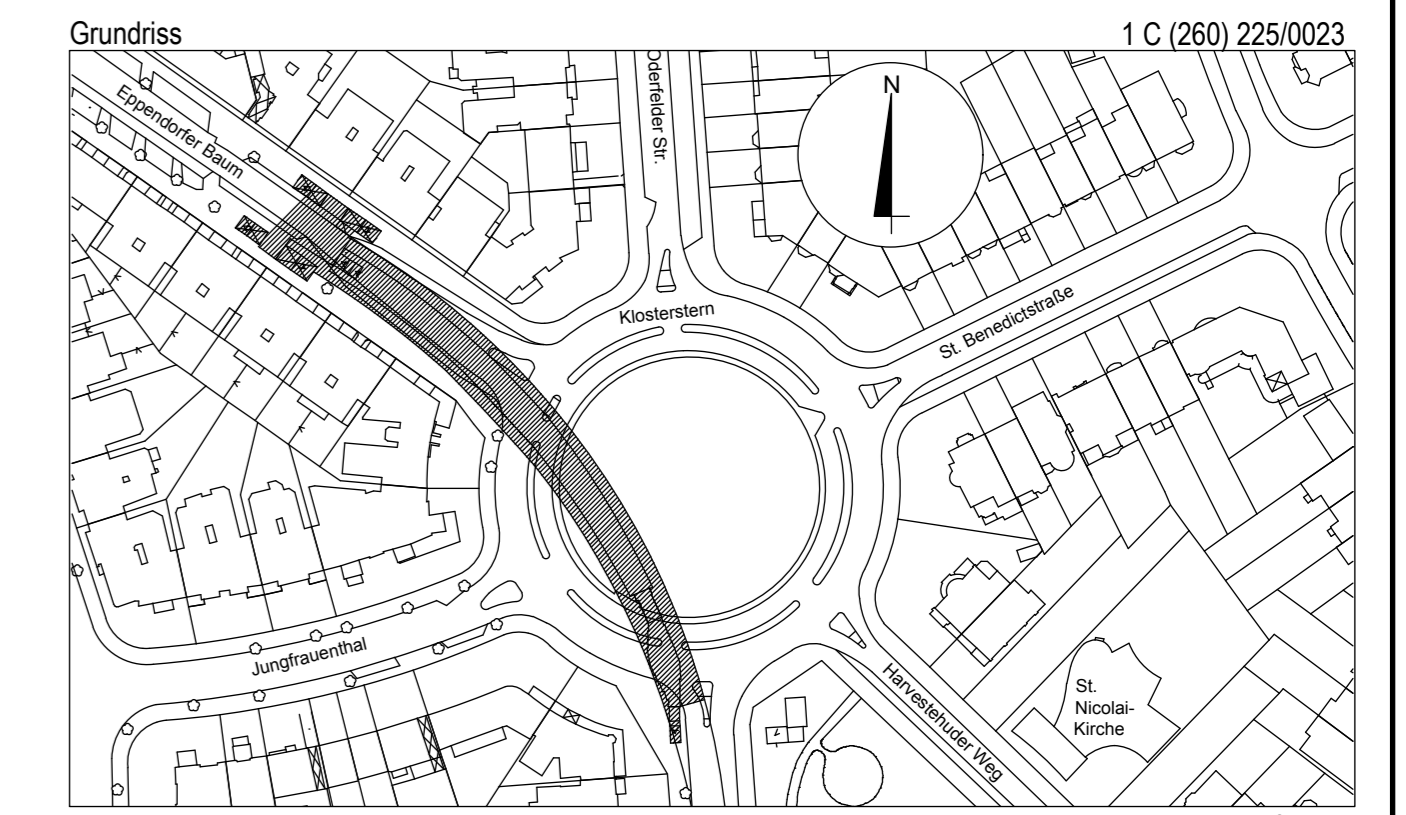 Grundriss
1 C (260) 225/0023
Eppendorfer Baum
Oderfelder Str.
N
Klosterstern
St. Benedictstraße
Jungfrauenthal
Harvestehuder Weg
St.
Nicolai-
Kirche